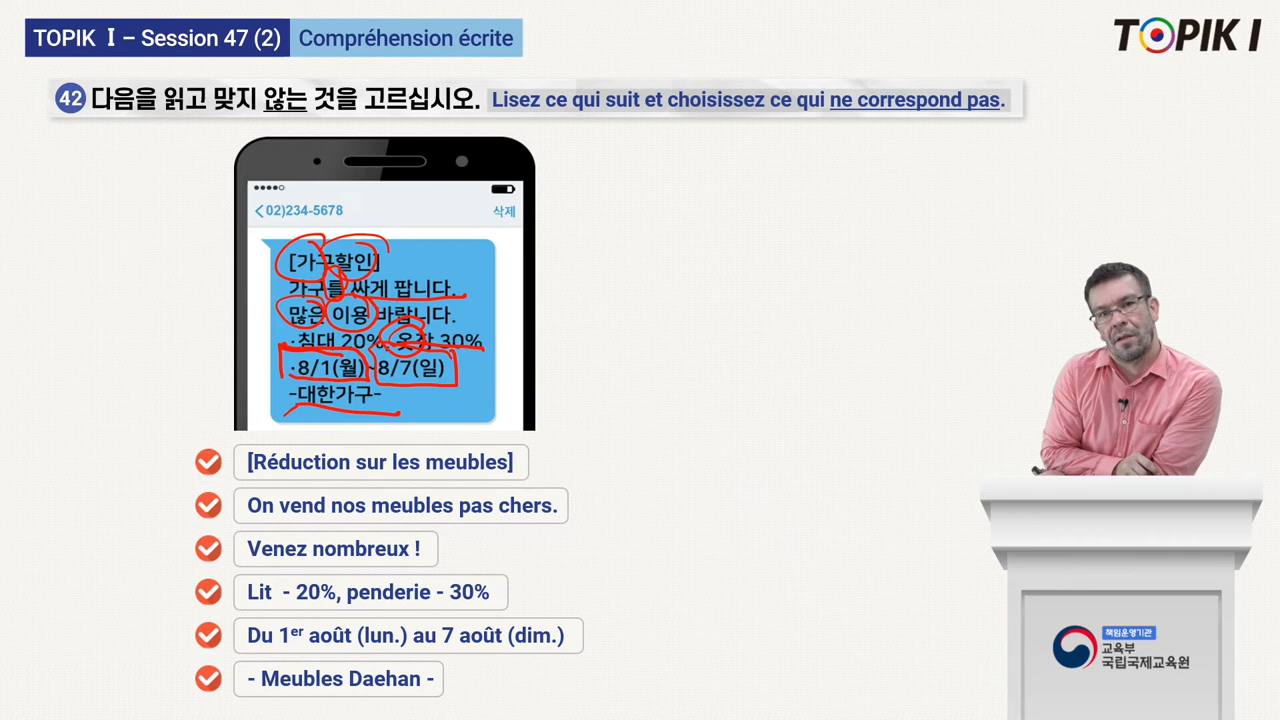 TOPIK I – Session 47 (2) Compréhension écrite
TOPIK I
42 다음을 읽고 맞지 않는 것을 고르십시오. Lisez ce qui suit et choisissez ce qui ne correspond pas.
(02)234-5678 삭제
[가구할인]
가구를 싸게 팝니다.
많은 이용 바랍니다.
·침대 20%, 옷장 30%
·8/1(월)~8/7(일)
-대한가구-
[Réduction sur les meubles]
On vend nos meubles pas chers.
Venez nombreux !
Lit - 20%, penderie - 30%
Du 1er août (lun.) au 7 août (dim.)
- Meubles Daehan -
책임운영기관
교육부
국립국제교육원